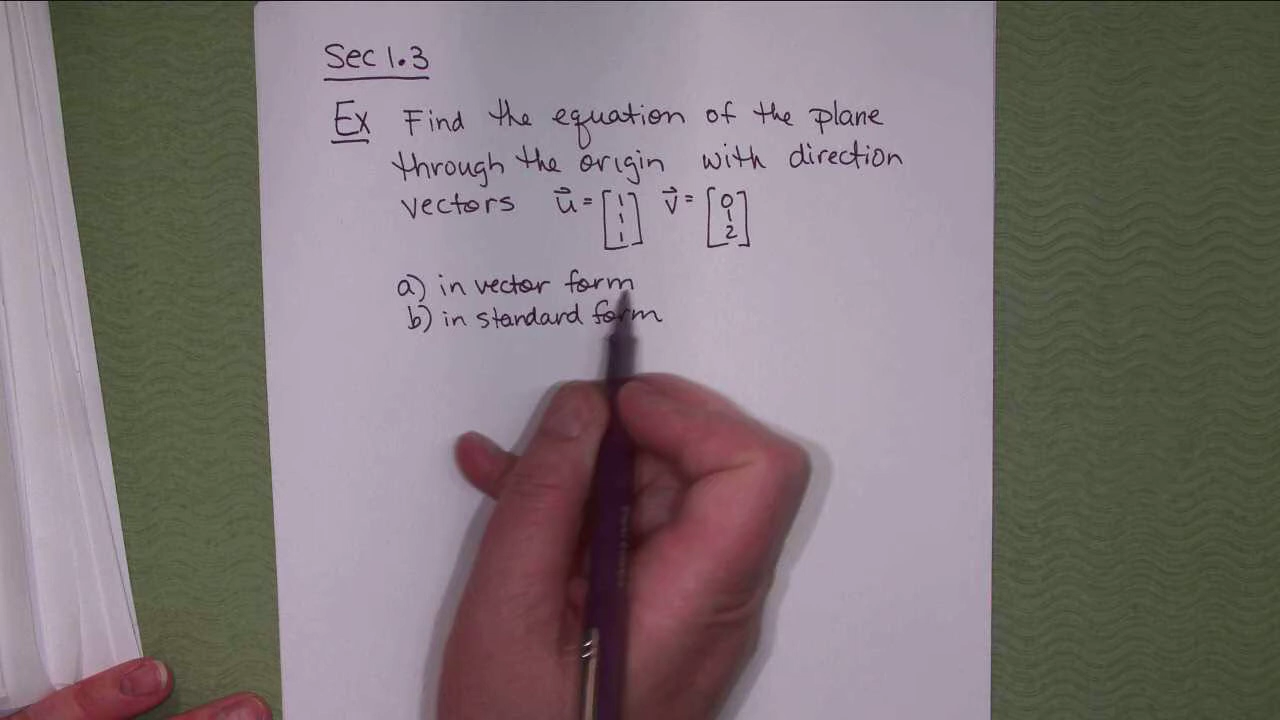 Sec 1.3
Ex Find the equation of the plane
through the origin with direction
vectors u⃗ = [1 1 1] v⃗ = [0 1 2]
a) in vector form
b) in standard form